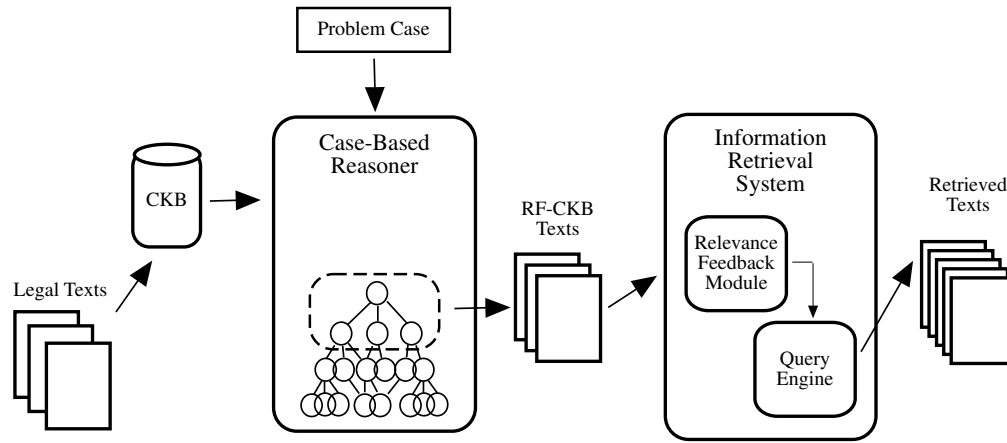 Problem Case
Case-Based
Reasoner
CKB
Legal Texts
RF-CKB
Texts
Information
Retrieval
System
Relevance
Feedback
Module
Query
Engine
Retrieved
Texts